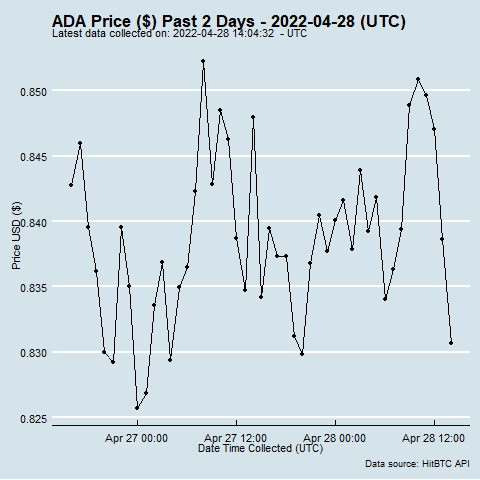 ADA Price ($) Past 2 Days - 2022-04-28 (UTC)
Latest data collected on: 2022-04-28 14:04:32  - UTC
0.850
0.845
0.840
0.835
0.830
0.825
Price USD ($)
Apr 27 00:00
Apr 27 12:00
Apr 28 00:00
Apr 28 12:00
Date Time Collected (UTC)
Data source: HitBTC API